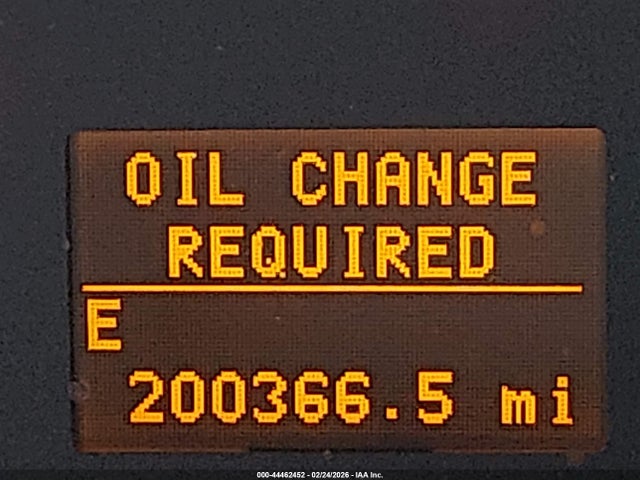 OIL CHANGE
REQUIRED
E
200366.5 mi
000-44462452 - 02/24/2026 - IAA Inc.